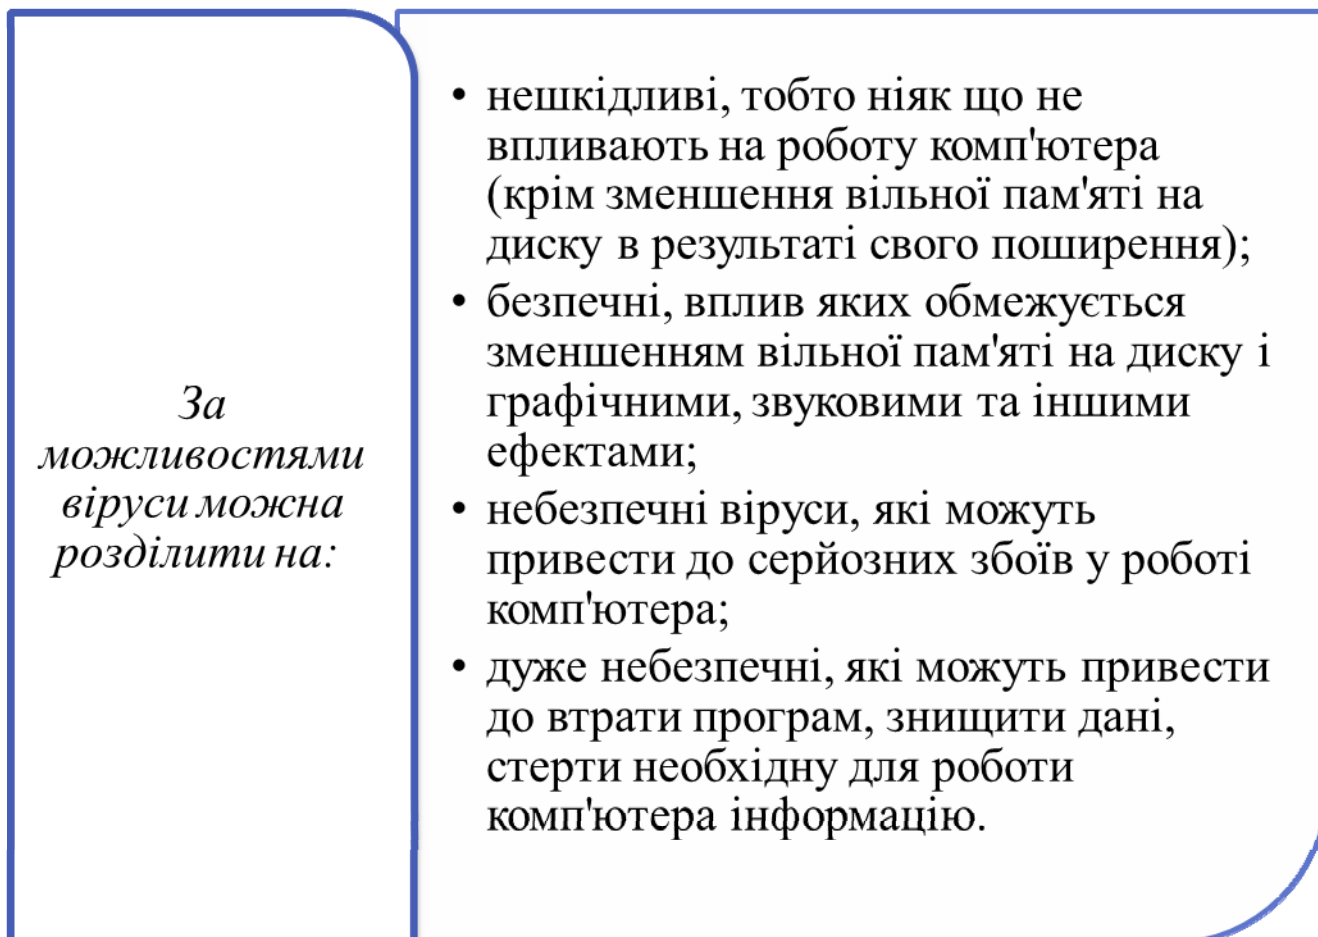 За
можливостями
віруси можна
розділити на:
• нешкідливі, тобто ніяк що не
впливають на роботу комп'ютера
(крім зменшення вільної пам'яті на
диску в результаті свого поширення);
• безпечні, вплив яких обмежується
зменшенням вільної пам'яті на диску і
графічними, звуковими та іншими
ефектами;
• небезпечні віруси, які можуть
привести до серйозних збоїв у роботі
комп'ютера;
• дуже небезпечні, які можуть привести
до втрати програм, знищити дані,
стерти необхідну для роботи
комп'ютера інформацію.